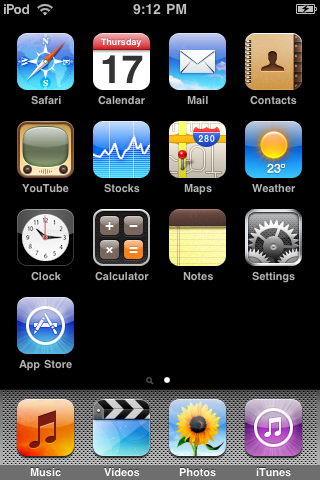 iPod 9:12 PM
Thursday
17
280
23°
Safari Calendar Mail Contacts
YouTube Stocks Maps Weather
Clock Calculator Notes Settings
App Store
Music Videos Photos iTunes